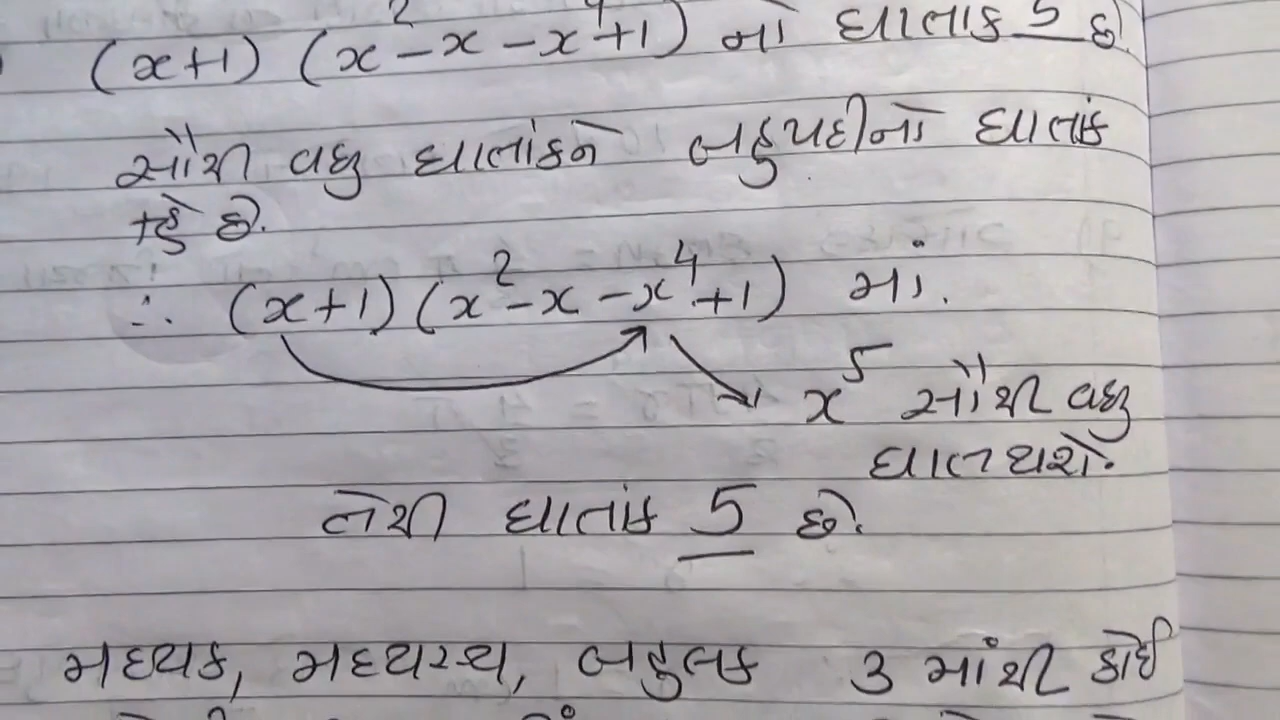 (x+1) (x² - x - x⁴ + 1) નો ઘાતાંક 5 છે.
સૌથી વધુ ઘાતાંકને બહુપદીનો ઘાતાંક
કહે છે.
∴ (x+1) (x² - x - x⁴ + 1) માં.
x⁵ સૌથી વધુ
ઘાત થશે.
તેથી ઘાતાંક 5 છે.
મધ્યક, મધ્યસ્થ, બહુલક 3 માંથી કોઈ